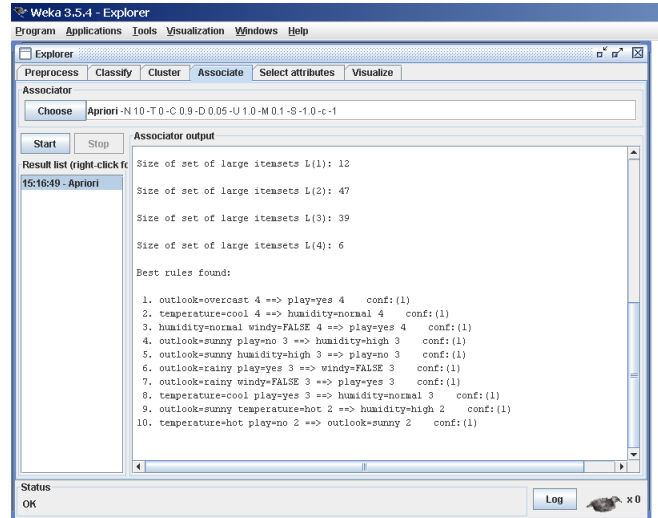 Weka 3.5.4 - Explorer
Program Applications Tools Visualization Windows Help
Explorer
Preprocess Classify Cluster Associate Select attributes Visualize
Associator
Choose Apriori -N 10 -T 0 -C 0.9 -D 0.05 -U 1.0 -M 0.1 -S -1.0 -c -1
Start Stop
Associator output
Result list (right-click fo
15:16:49 - Apriori
Size of set of large itemsets L(1): 12
Size of set of large itemsets L(2): 47
Size of set of large itemsets L(3): 39
Size of set of large itemsets L(4): 6
Best rules found:
1. outlook=overcast 4 ==> play=yes 4 conf:(1)
2. temperature=cool 4 ==> humidity=normal 4 conf:(1)
3. humidity=normal windy=FALSE 4 ==> play=yes 4 conf:(1)
4. outlook=sunny play=no 3 ==> humidity=high 3 conf:(1)
5. outlook=sunny humidity=high 3 ==> play=no 3 conf:(1)
6. outlook=rainy play=yes 3 ==> windy=FALSE 3 conf:(1)
7. outlook=rainy windy=FALSE 3 ==> play=yes 3 conf:(1)
8. temperature=cool play=yes 3 ==> humidity=normal 3 conf:(1)
9. outlook=sunny temperature=hot 2 ==> humidity=high 2 conf:(1)
10. temperature=hot play=no 2 ==> outlook=sunny 2 conf:(1)
Status
OK
Log
x 0